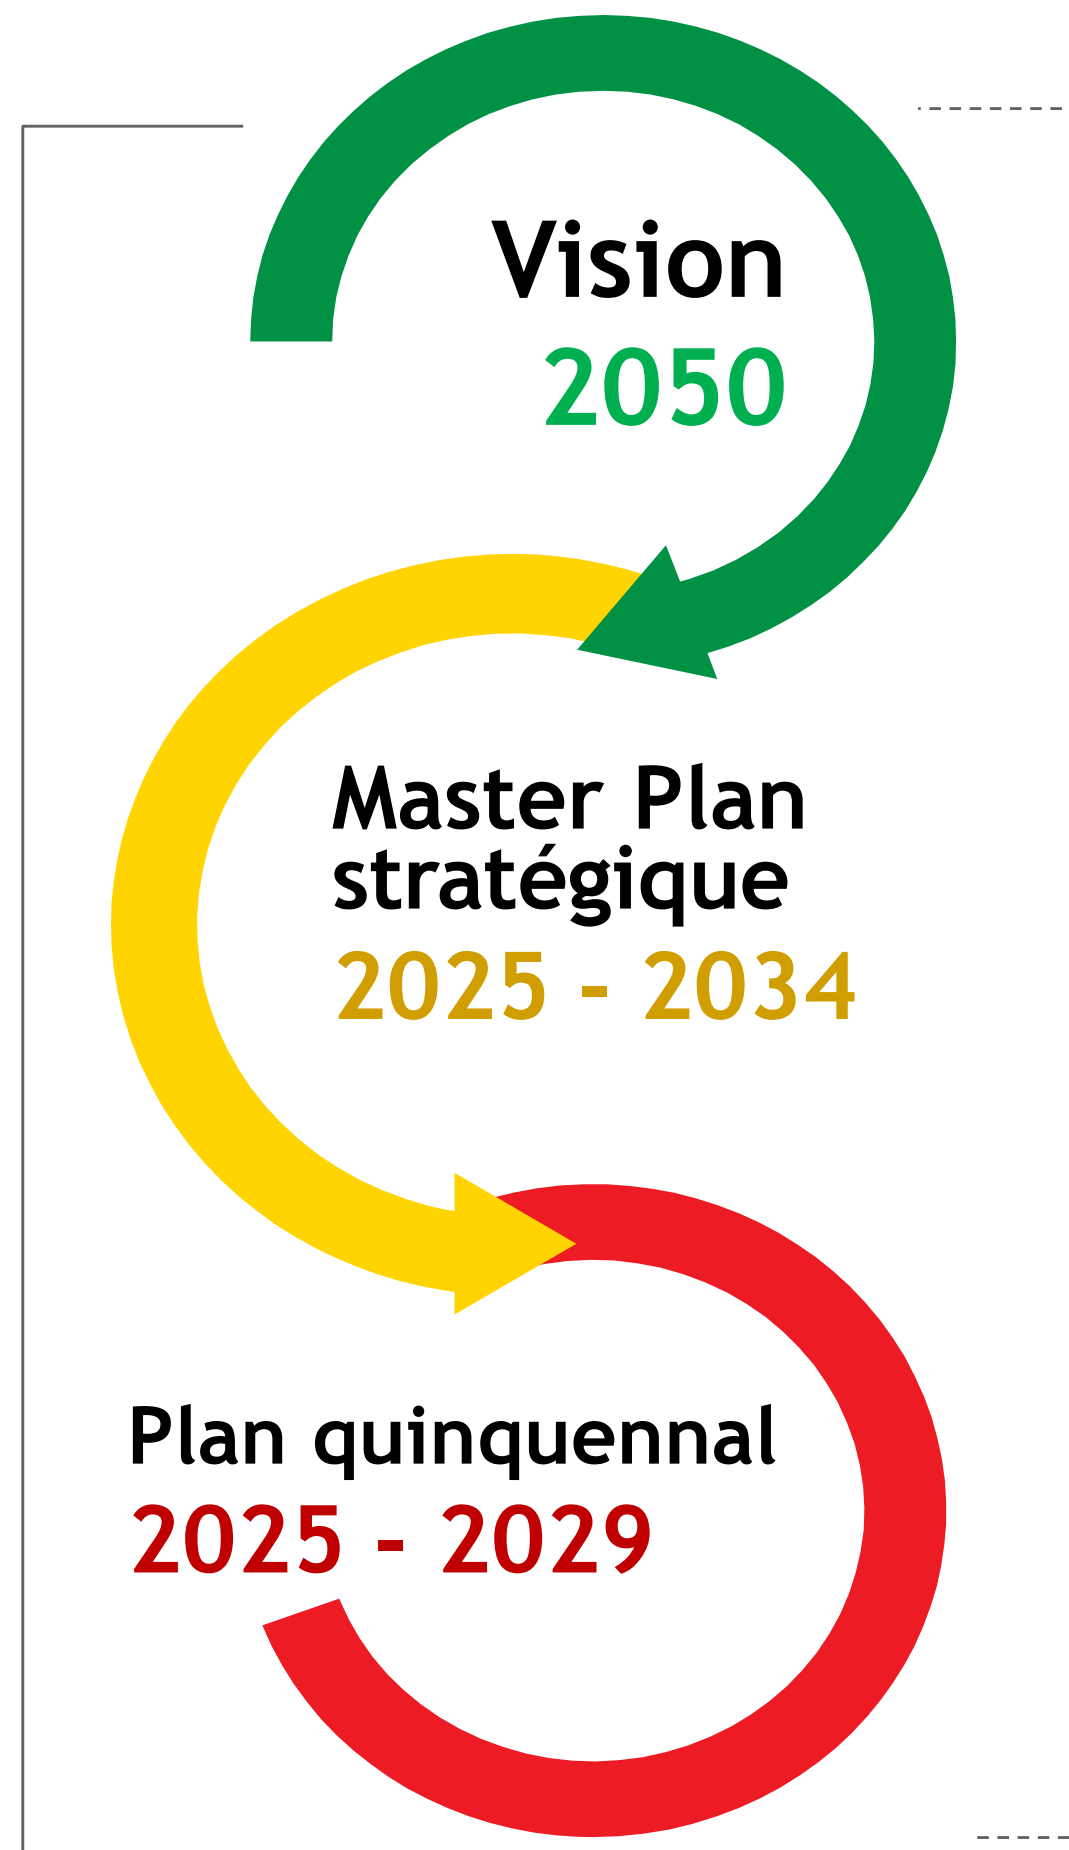 Vision
2050
Master Plan
stratégique
2025 - 2034
Plan quinquennal
2025 - 2029